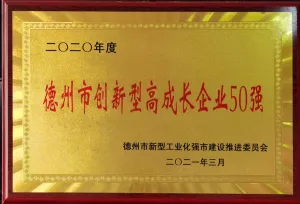 二〇二〇年度
德州市创新型高成长企业50强
德州市新型工业化强市建设推进委员会
二〇二一年三月